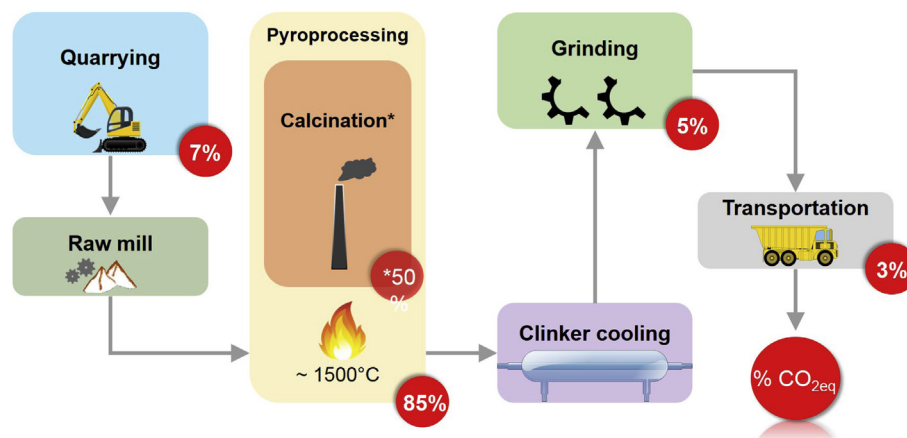 Quarrying
7%
Raw mill
Pyroprocessing
Calcination*
*50
%
~ 1500°C
85%
Clinker cooling
Grinding
5%
Transportation
3%
% CO₂eq